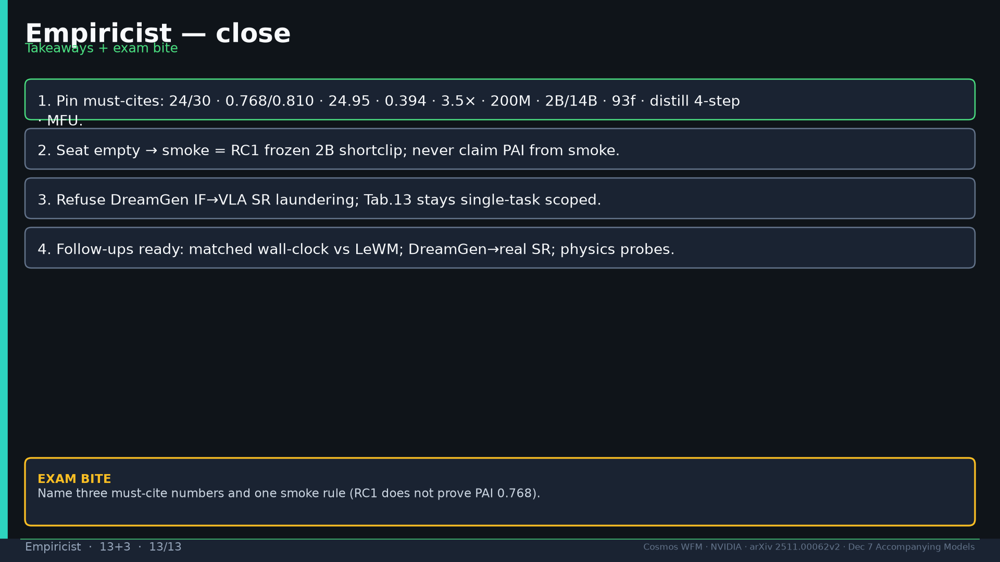 Empiricist — close
Takeaways + exam bite
1. Pin must-cites: 24/30 · 0.768/0.810 · 24.95 · 0.394 · 3.5× · 200M · 2B/14B · 93f · distill 4-step
· MFU.
2. Seat empty → smoke = RC1 frozen 2B shortclip; never claim PAI from smoke.
3. Refuse DreamGen IF→VLA SR laundering; Tab.13 stays single-task scoped.
4. Follow-ups ready: matched wall-clock vs LeWM; DreamGen→real SR; physics probes.
EXAM BITE
Name three must-cite numbers and one smoke rule (RC1 does not prove PAI 0.768).
Empiricist · 13+3 · 13/13
Cosmos WFM · NVIDIA · arXiv 2511.00062v2 · Dec 7 Accompanying Models